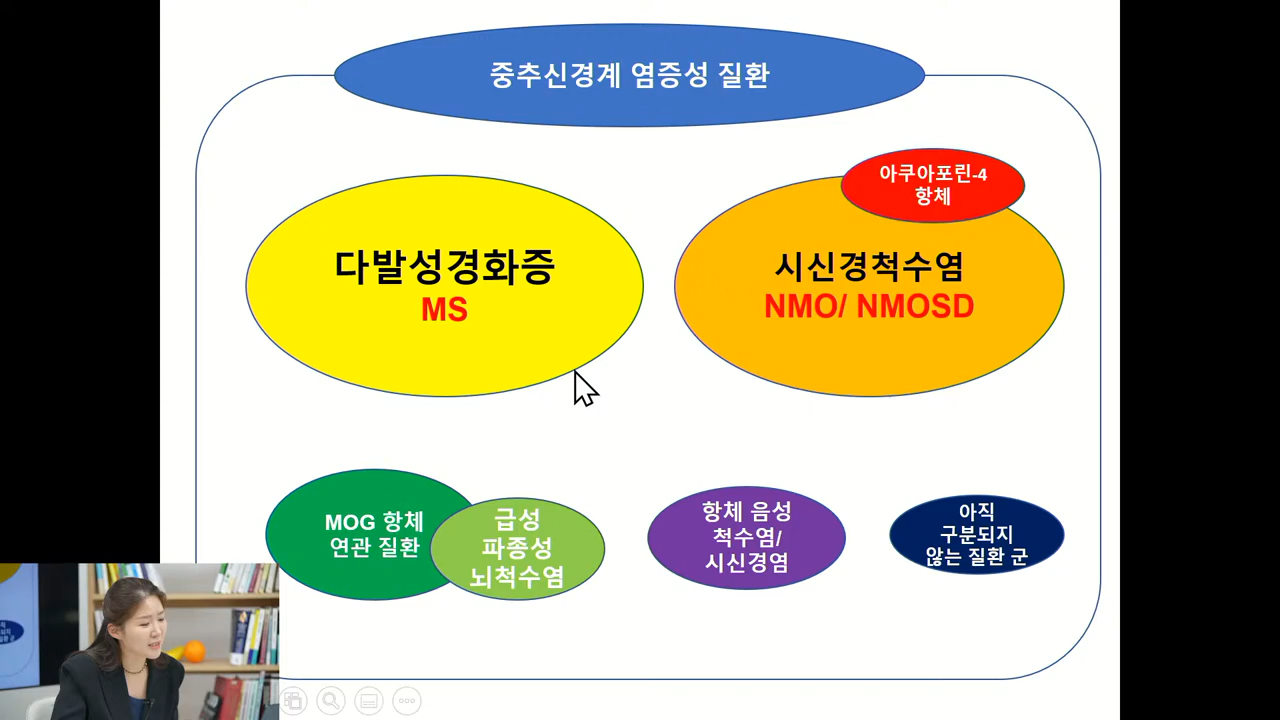 중추신경계 염증성 질환
아쿠아포린-4
항체
다발성경화증
MS
시신경척수염
NMO/ NMOSD
MOG 항체
연관 질환
급성
파종성
뇌척수염
항체 음성
척수염/
시신경염
아직
구분되지
않는 질환 군